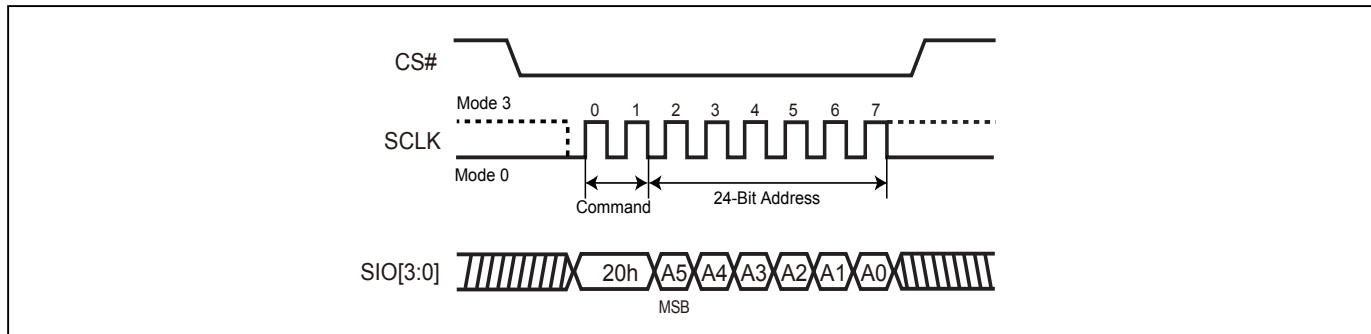 CS#
Mode 3
0 1 2 3 4 5 6 7
SCLK
Mode 0
Command
24-Bit Address
SIO[3:0]
20h A5 A4 A3 A2 A1 A0
MSB